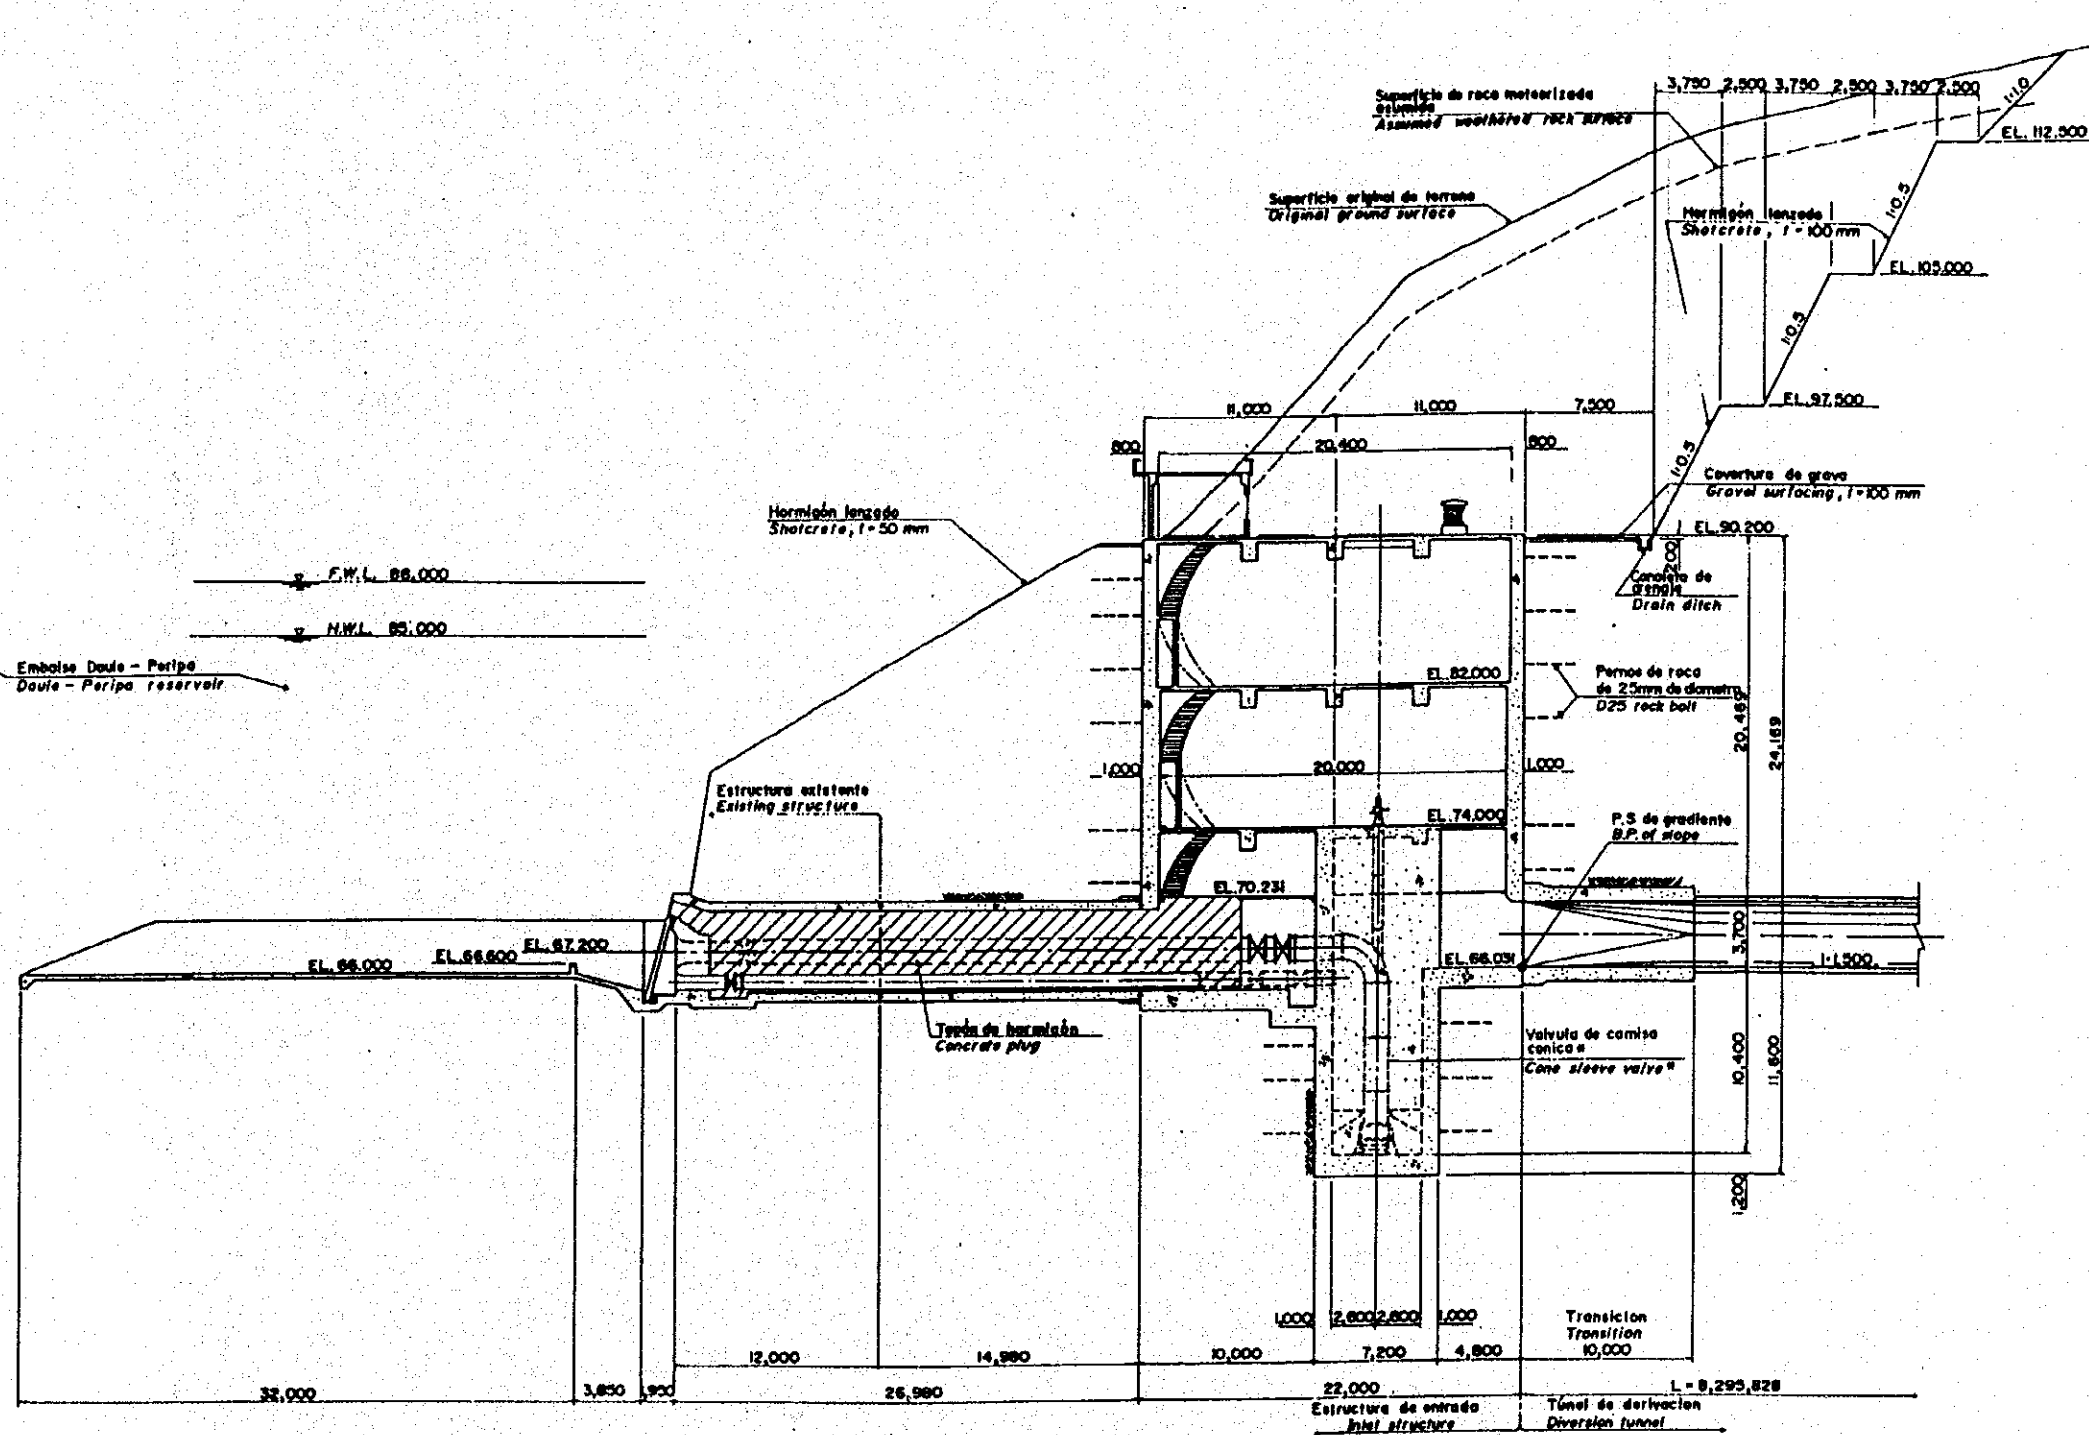 3,750 2,500 3,750 2,500 3,750 2,500
1:1.0
Superficie de roca meteorizada
asumida
Assumed weathered rock surface
EL. 112.500
Superficie original de terreno
Original ground surface
Hormigón lanzado
Shotcrete, t=100 mm
1:0.5
EL. 105.000
1:0.5
EL. 97.500
11,000 11,000 7,500
800 20,400 800
1:0.5
Covertura de grava
Gravel surfacing, t=100 mm
Hormigón lanzado
Shotcrete, t=50 mm
EL. 90.200
200
F.W.L. 88.000
Canaleta de
drenaje
Drain ditch
H.W.L. 85.000
Embalse Daule - Peripa
Daule - Peripa reservoir
EL. 82.000
Pernos de roca
de 25mm de diametro
D25 rock bolt
20,469
24,169
1,000 20,000 1,000
Estructura existente
Existing structure
EL. 74.000
P.S de gradiente
B.P. of slope
EL. 70.231
3,700
EL. 67.200
EL. 66.600
EL. 66.000
EL. 66.031
1:1,500
Tapón de hormigón
Concrete plug
Valvula de camisa
conica*
Cone sleeve valve*
10,400
11,600
1,200
1,000 2,600 2,600 1,000
Transicion
Transition
12,000 14,980 10,000 7,200 4,800 10,000
32,000 3,850 1,950 26,980 22,000 L=8,295,828
Estructura de entrada
Inlet structure
Túnel de derivacion
Diversion tunnel